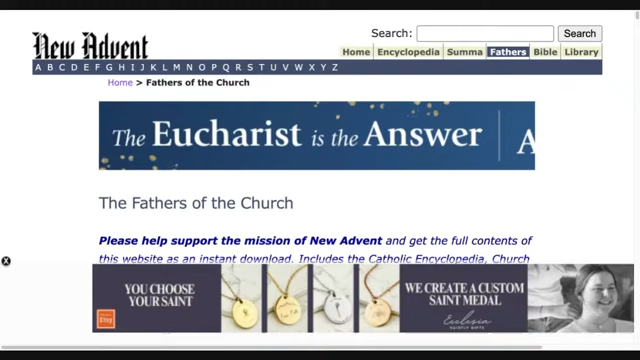 Search:
Search
New Advent
Home Encyclopedia Summa Fathers Bible Library
A B C D E F G H I J K L M N O P Q R S T U V W X Y Z
Home > Fathers of the Church
The Eucharist is the Answer A
The Fathers of the Church
Please help support the mission of New Advent and get the full contents of
this website as an instant download. Includes the Catholic Encyclopedia, Church
X
YOU CHOOSE
YOUR SAINT
Etsy
WE CREATE A CUSTOM
SAINT MEDAL
Ecclesia
SAINTLY GIFTS